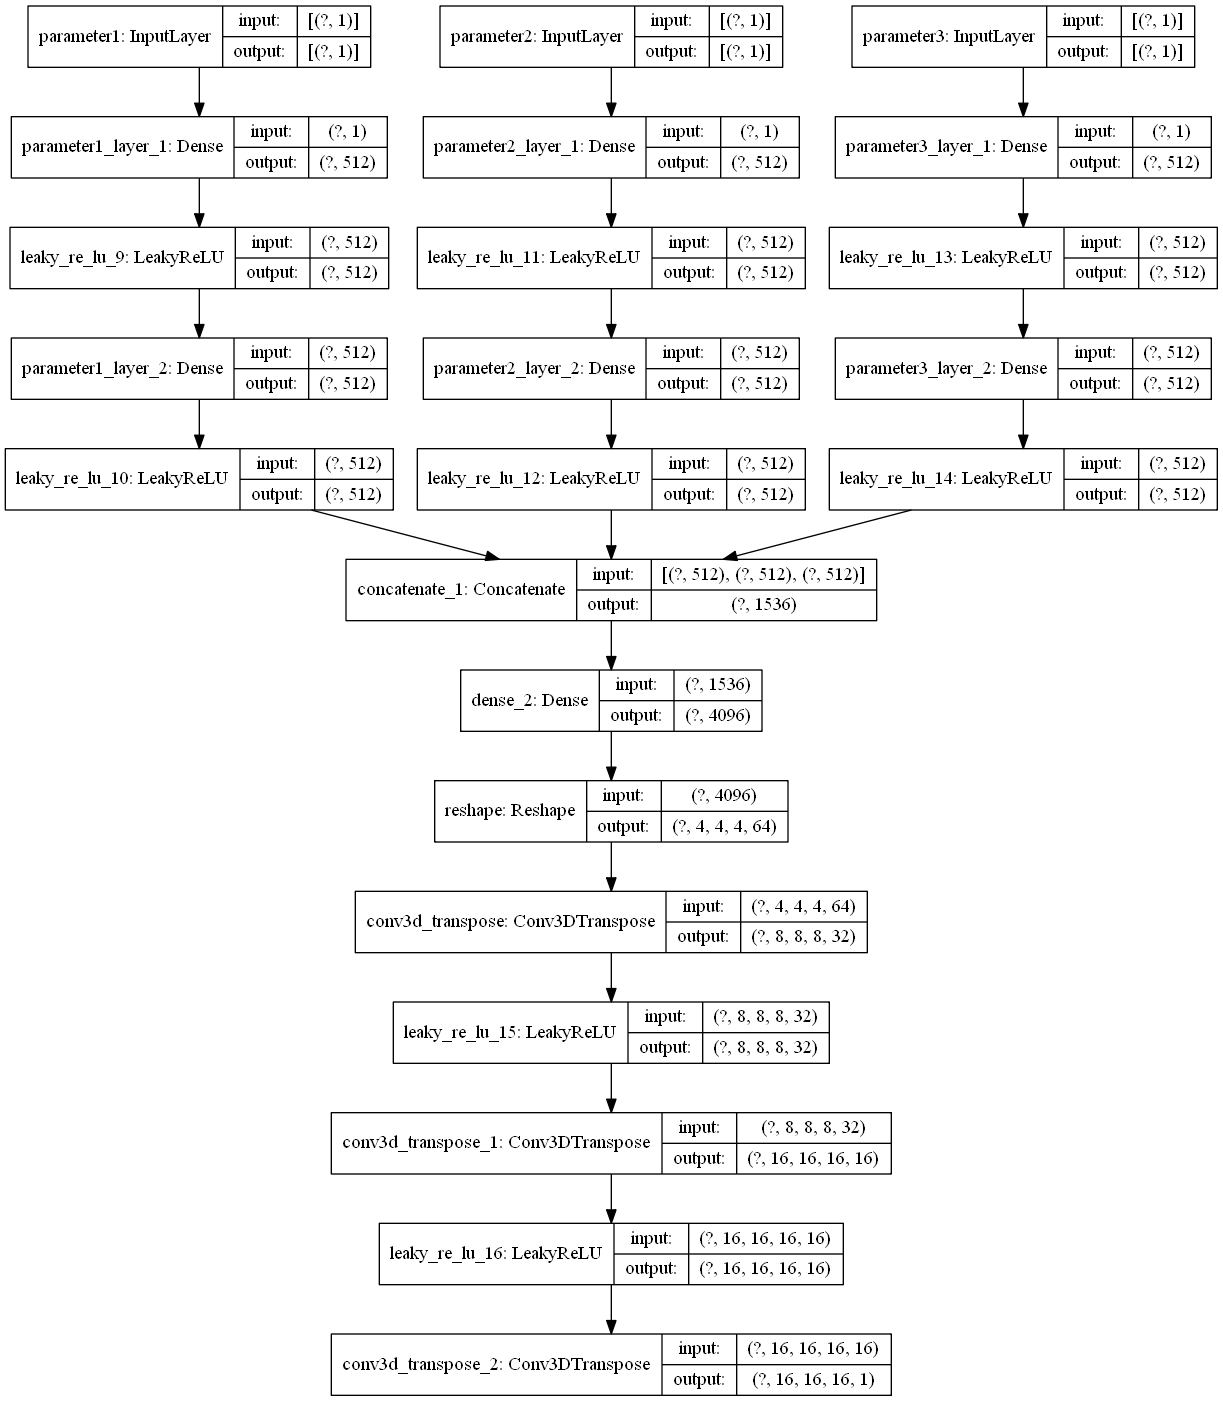 parameter1: InputLayer input: [(?, 1)] output: [(?, 1)]
parameter2: InputLayer input: [(?, 1)] output: [(?, 1)]
parameter3: InputLayer input: [(?, 1)] output: [(?, 1)]
parameter1_layer_1: Dense input: (?, 1) output: (?, 512)
parameter2_layer_1: Dense input: (?, 1) output: (?, 512)
parameter3_layer_1: Dense input: (?, 1) output: (?, 512)
leaky_re_lu_9: LeakyReLU input: (?, 512) output: (?, 512)
leaky_re_lu_11: LeakyReLU input: (?, 512) output: (?, 512)
leaky_re_lu_13: LeakyReLU input: (?, 512) output: (?, 512)
parameter1_layer_2: Dense input: (?, 512) output: (?, 512)
parameter2_layer_2: Dense input: (?, 512) output: (?, 512)
parameter3_layer_2: Dense input: (?, 512) output: (?, 512)
leaky_re_lu_10: LeakyReLU input: (?, 512) output: (?, 512)
leaky_re_lu_12: LeakyReLU input: (?, 512) output: (?, 512)
leaky_re_lu_14: LeakyReLU input: (?, 512) output: (?, 512)
concatenate_1: Concatenate input: [(?, 512), (?, 512), (?, 512)] output: (?, 1536)
dense_2: Dense input: (?, 1536) output: (?, 4096)
reshape: Reshape input: (?, 4096) output: (?, 4, 4, 4, 64)
conv3d_transpose: Conv3DTranspose input: (?, 4, 4, 4, 64) output: (?, 8, 8, 8, 32)
leaky_re_lu_15: LeakyReLU input: (?, 8, 8, 8, 32) output: (?, 8, 8, 8, 32)
conv3d_transpose_1: Conv3DTranspose input: (?, 8, 8, 8, 32) output: (?, 16, 16, 16, 16)
leaky_re_lu_16: LeakyReLU input: (?, 16, 16, 16, 16) output: (?, 16, 16, 16, 16)
conv3d_transpose_2: Conv3DTranspose input: (?, 16, 16, 16, 16) output: (?, 16, 16, 16, 1)